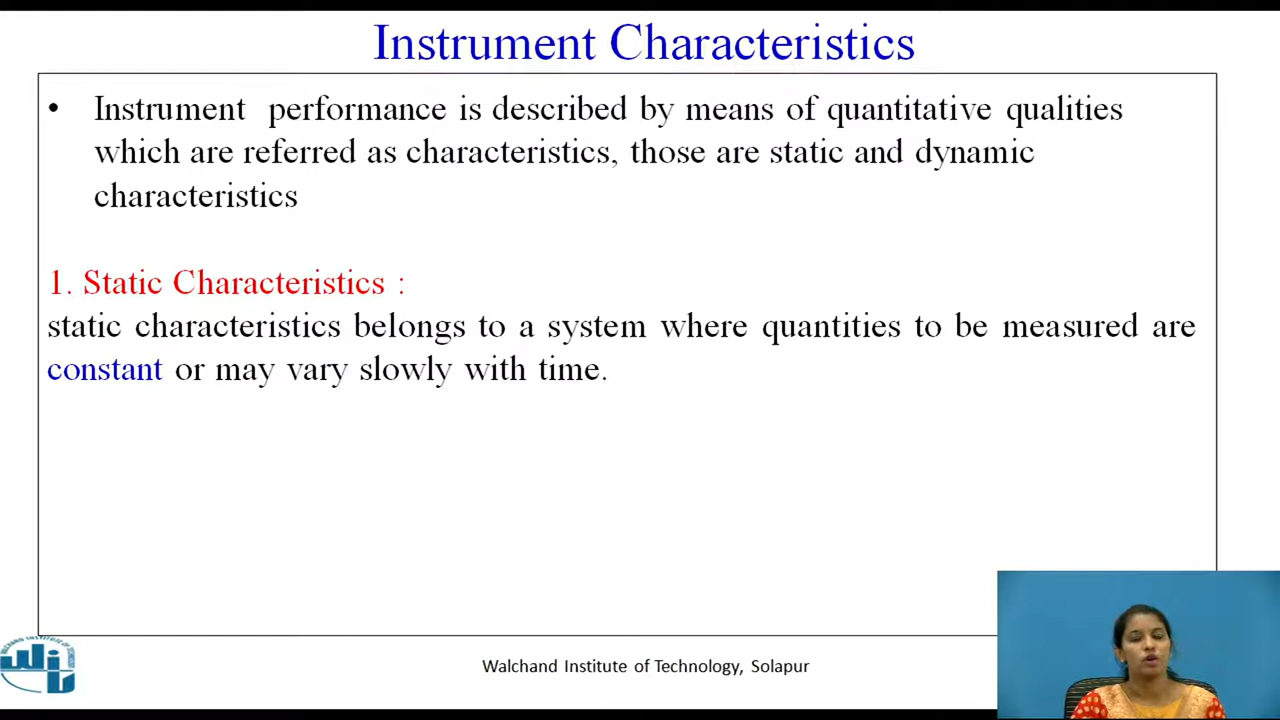 Instrument Characteristics
• Instrument performance is described by means of quantitative qualities
which are referred as characteristics, those are static and dynamic
characteristics
1. Static Characteristics :
static characteristics belongs to a system where quantities to be measured are
constant or may vary slowly with time.
Walchand Institute of Technology, Solapur